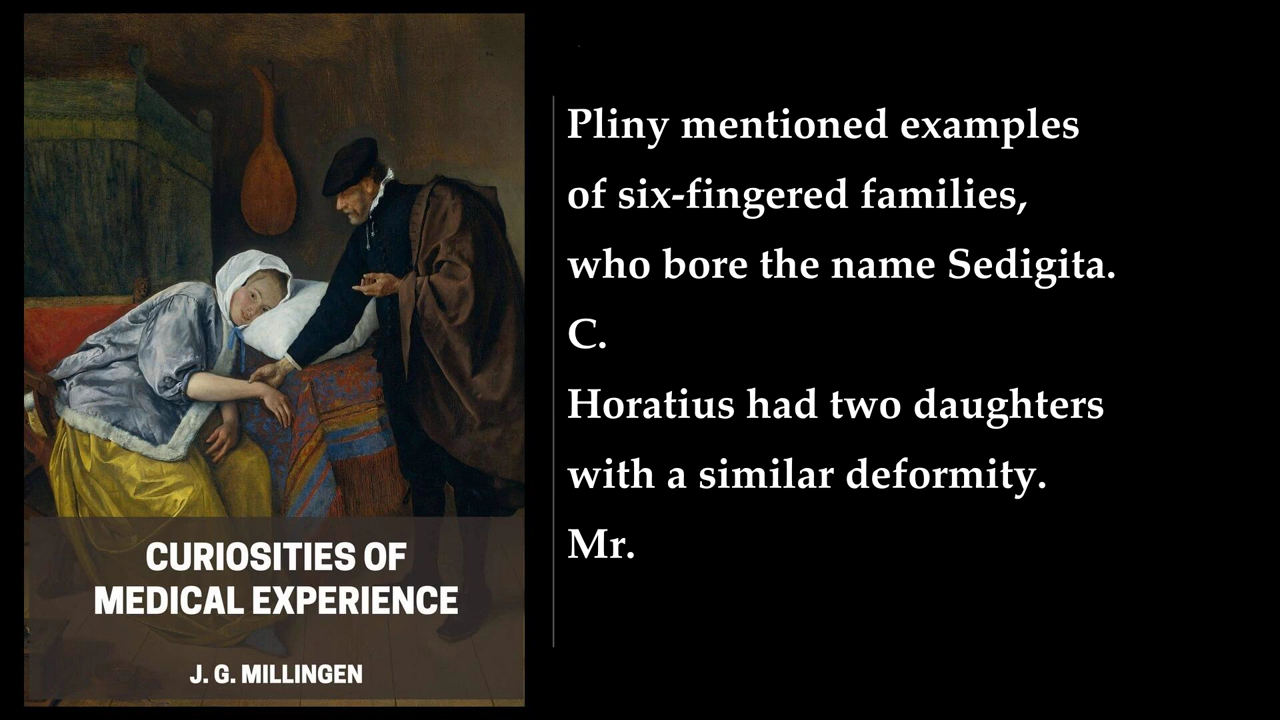 Pliny mentioned examples
of six-fingered families,
who bore the name Sedigita.
C.
Horatius had two daughters
with a similar deformity.
Mr.
CURIOSITIES OF
MEDICAL EXPERIENCE
J. G. MILLINGEN